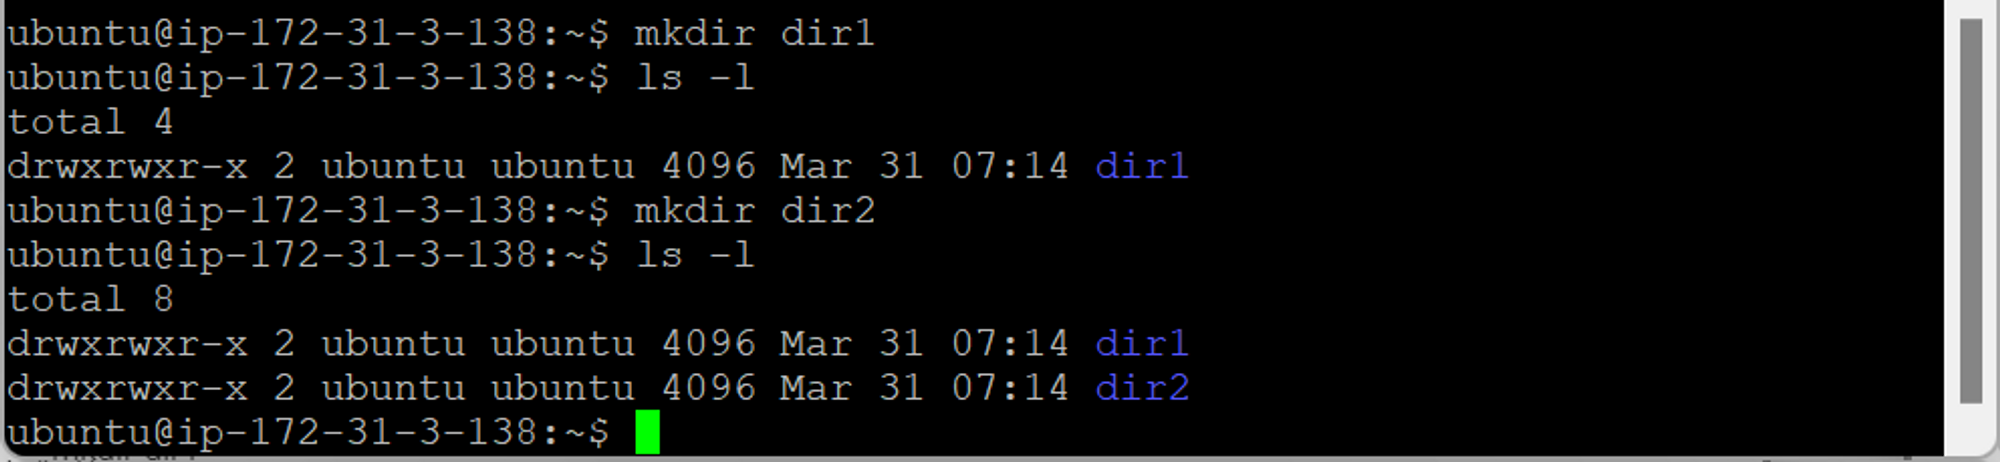 ubuntu@ip-172-31-3-138:~$ mkdir dir1
ubuntu@ip-172-31-3-138:~$ ls -l
total 4
drwxrwxr-x 2 ubuntu ubuntu 4096 Mar 31 07:14 dir1
ubuntu@ip-172-31-3-138:~$ mkdir dir2
ubuntu@ip-172-31-3-138:~$ ls -l
total 8
drwxrwxr-x 2 ubuntu ubuntu 4096 Mar 31 07:14 dir1
drwxrwxr-x 2 ubuntu ubuntu 4096 Mar 31 07:14 dir2
ubuntu@ip-172-31-3-138:~$